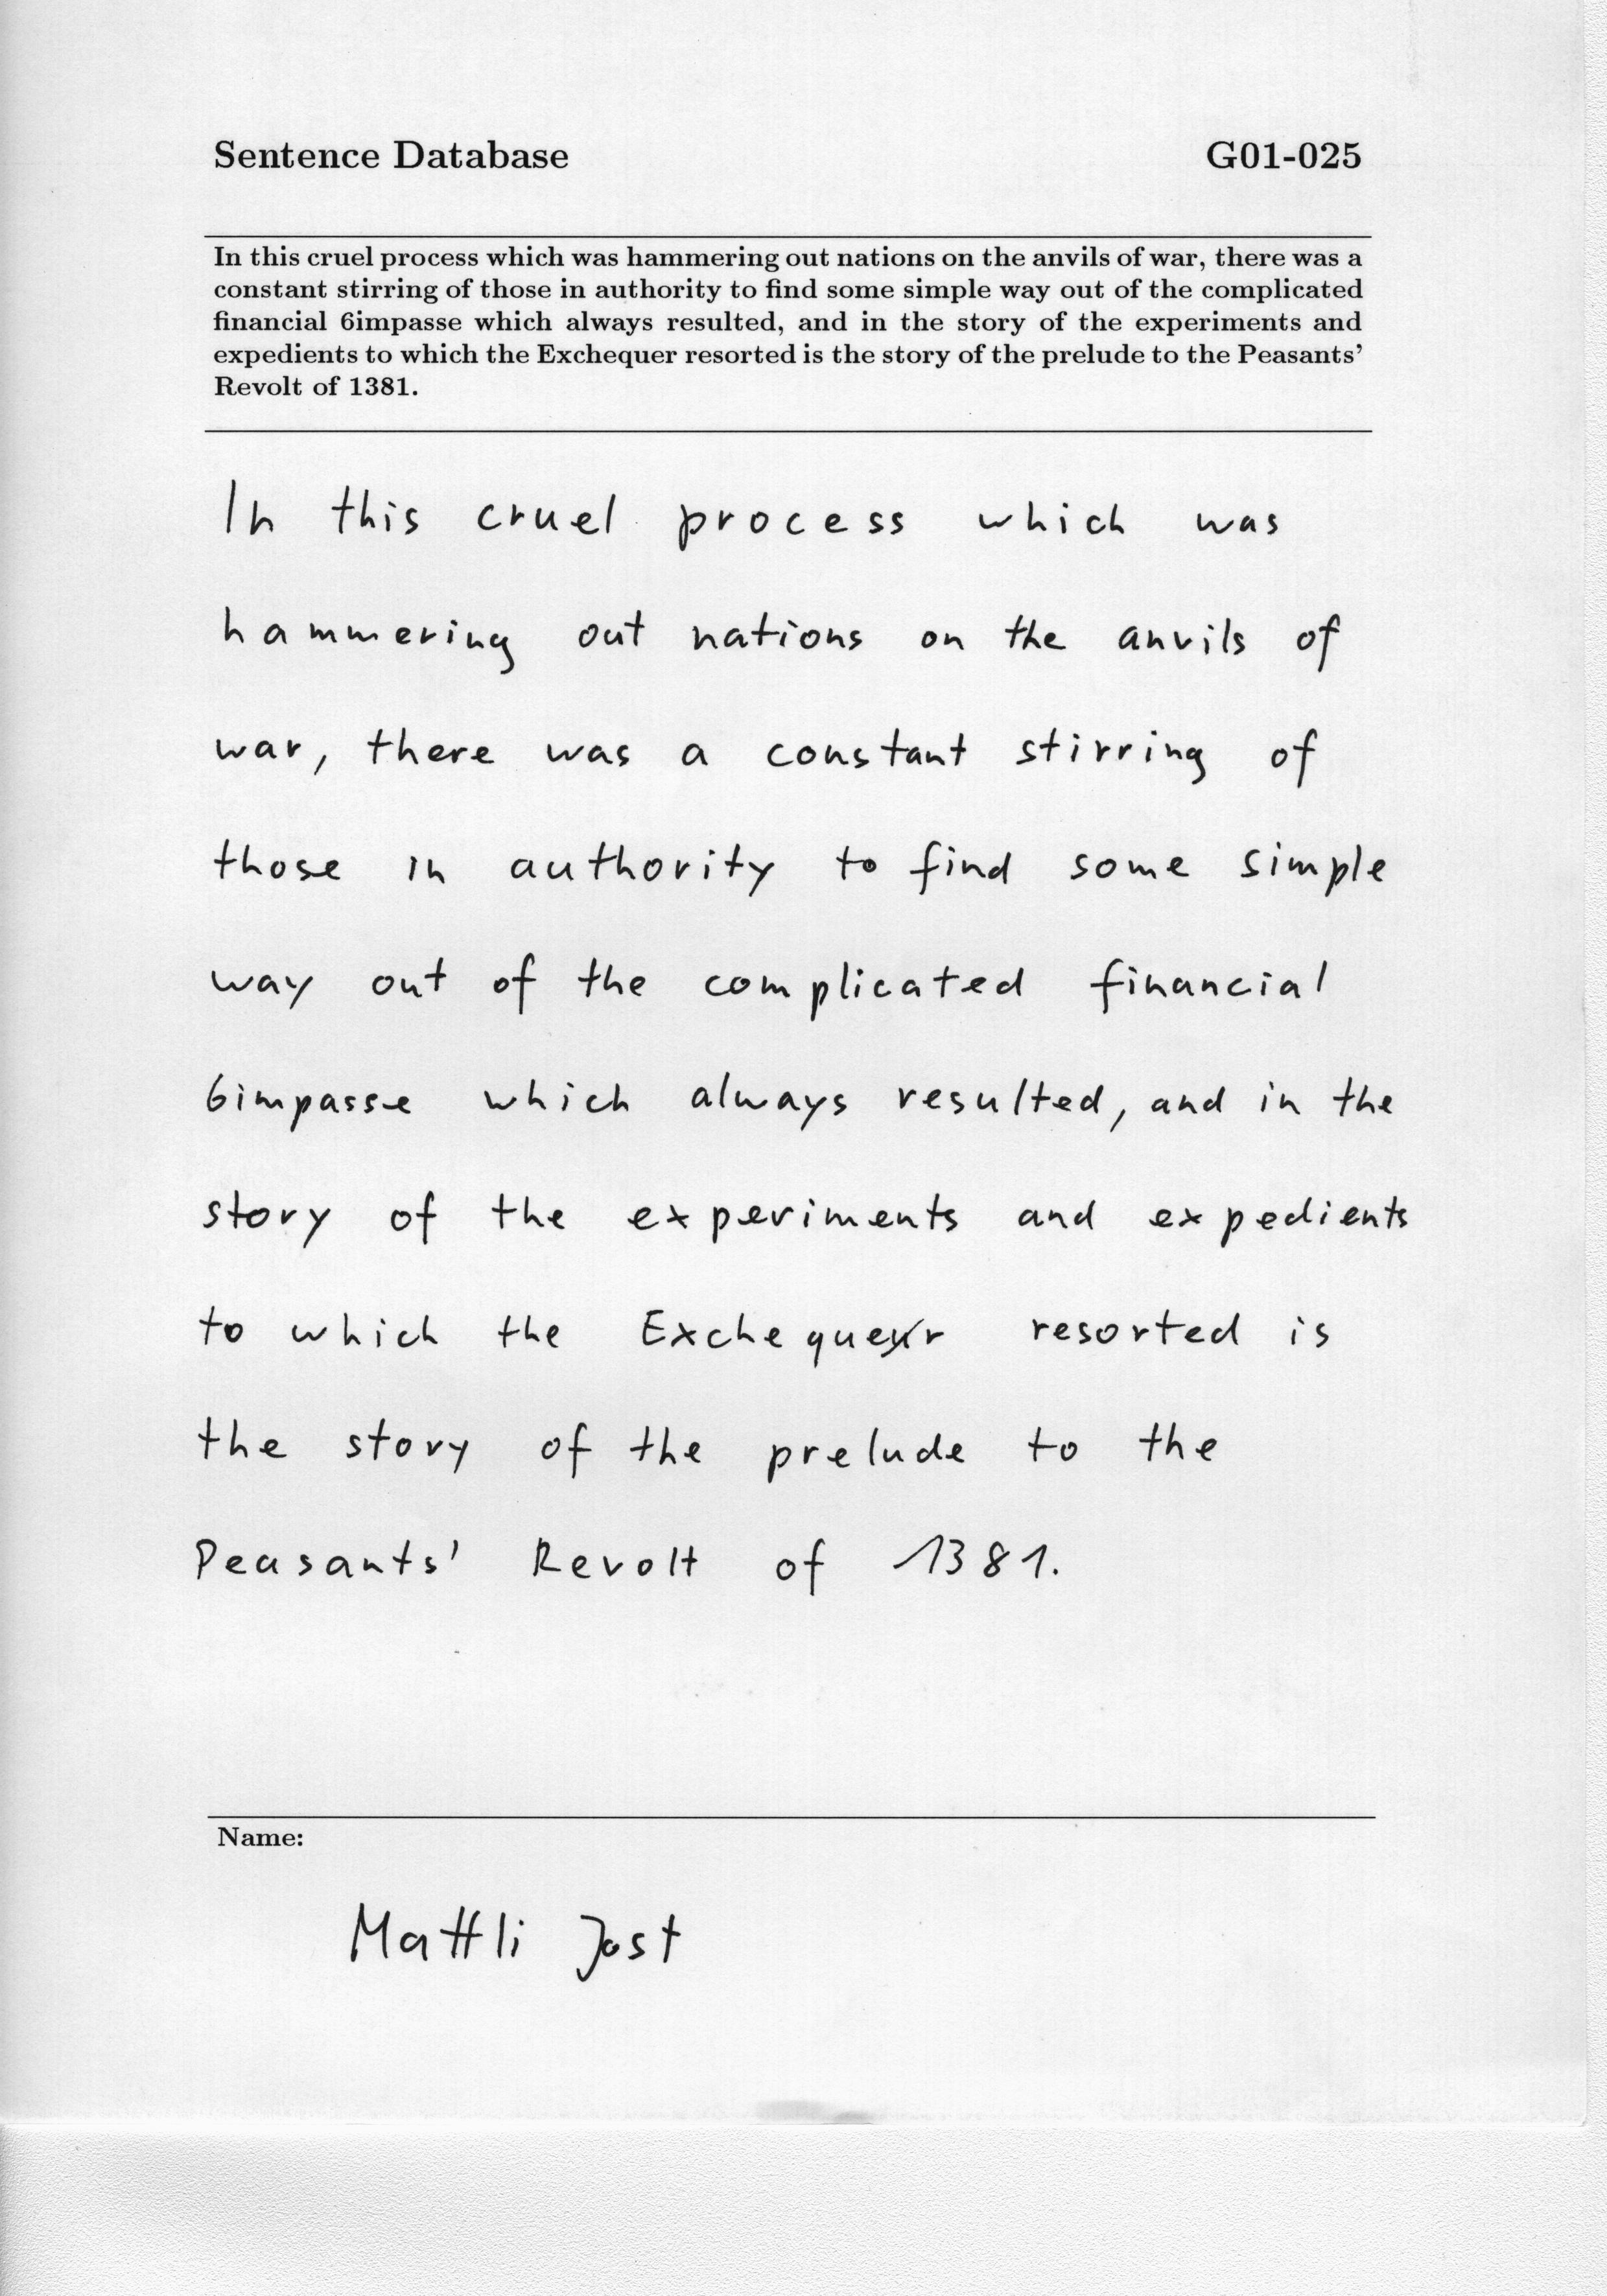 Sentence Database G01-025
In this cruel process which was hammering out nations on the anvils of war, there was a
constant stirring of those in authority to find some simple way out of the complicated
financial 6impasse which always resulted, and in the story of the experiments and
expedients to which the Exchequer resorted is the story of the prelude to the Peasants'
Revolt of 1381.
In this cruel process which was
hammering out nations on the anvils of
war, there was a constant stirring of
those in authority to find some simple
way out of the complicated financial
6impasse which always resulted, and in the
story of the experiments and expedients
to which the Exchequer resorted is
the story of the prelude to the
Peasants' Revolt of 1381.
Name:
Mattli Jost